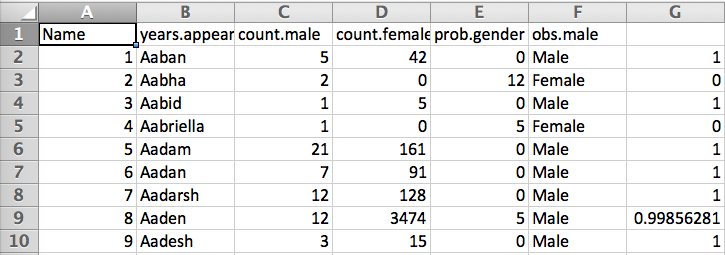 A B C D E F G
1 Name years.appear count.male count.female prob.gender obs.male
2 1 Aaban 5 42 0 Male 1
3 2 Aabha 2 0 12 Female 0
4 3 Aabid 1 5 0 Male 1
5 4 Aabriella 1 0 5 Female 0
6 5 Aadam 21 161 0 Male 1
7 6 Aadan 7 91 0 Male 1
8 7 Aadarsh 12 128 0 Male 1
9 8 Aaden 12 3474 5 Male 0.99856281
10 9 Aadesh 3 15 0 Male 1